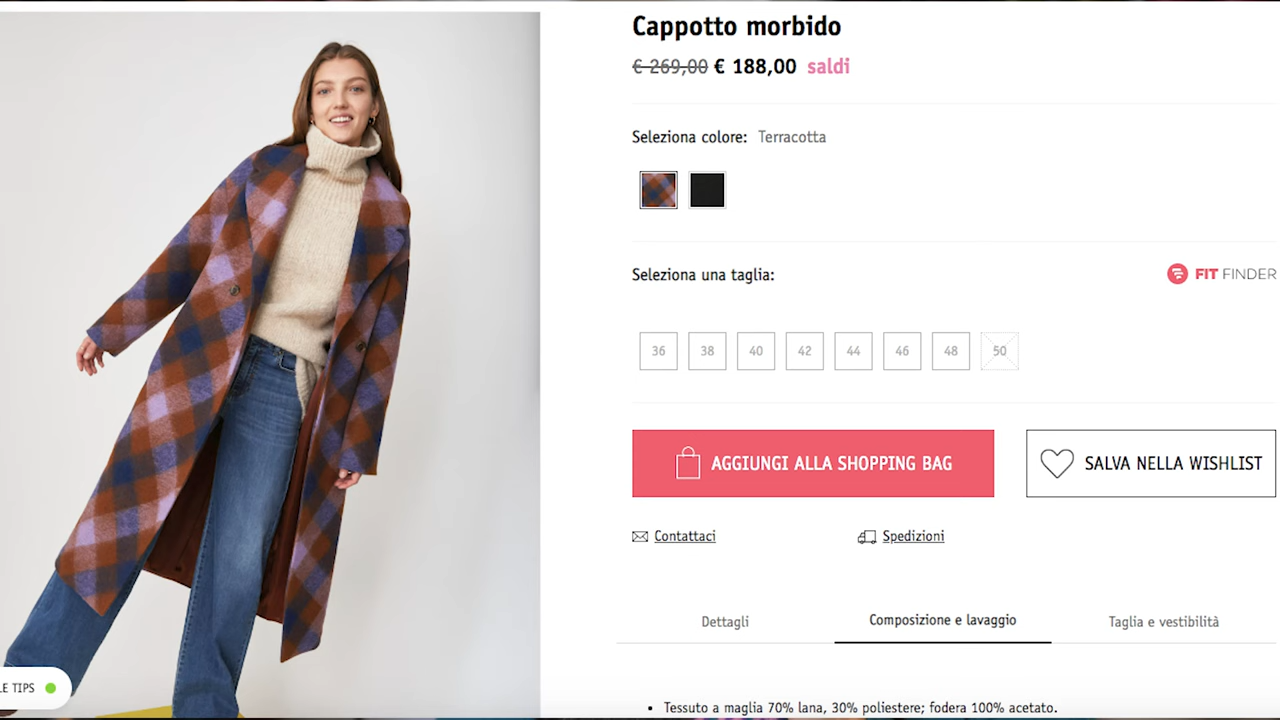 Cappotto morbido
€ 269,00 € 188,00 saldi
Seleziona colore: Terracotta
Seleziona una taglia:
FIT FINDER
36 38 40 42 44 46 48 50
AGGIUNGI ALLA SHOPPING BAG
SALVA NELLA WISHLIST
Contattaci
Spedizioni
Dettagli
Composizione e lavaggio
Taglia e vestibilità
LE TIPS
• Tessuto a maglia 70% lana, 30% poliestere; fodera 100% acetato.